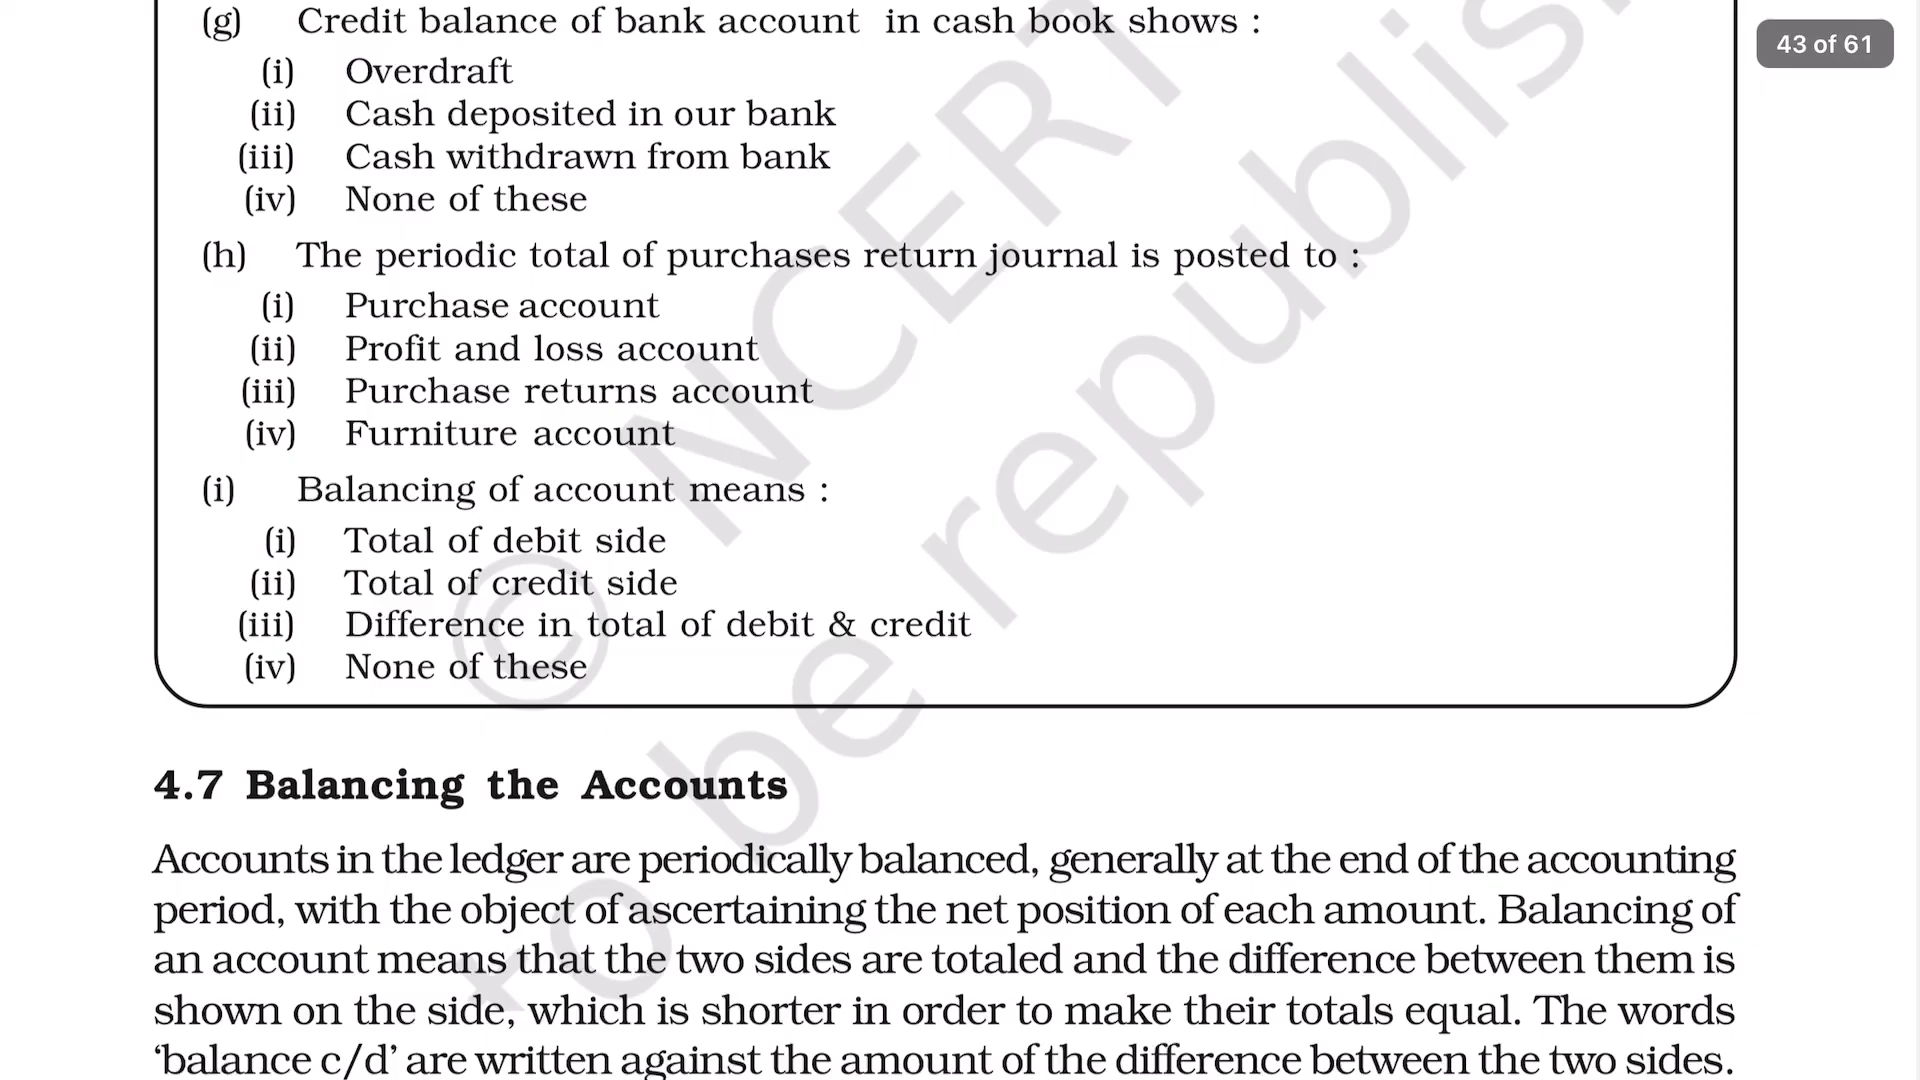 (g) Credit balance of bank account in cash book shows :
43 of 61
(i) Overdraft
(ii) Cash deposited in our bank
(iii) Cash withdrawn from bank
(iv) None of these
(h) The periodic total of purchases return journal is posted to :
(i) Purchase account
(ii) Profit and loss account
(iii) Purchase returns account
(iv) Furniture account
(i) Balancing of account means :
(i) Total of debit side
(ii) Total of credit side
(iii) Difference in total of debit & credit
(iv) None of these
4.7 Balancing the Accounts
Accounts in the ledger are periodically balanced, generally at the end of the accounting
period, with the object of ascertaining the net position of each amount. Balancing of
an account means that the two sides are totaled and the difference between them is
shown on the side, which is shorter in order to make their totals equal. The words
‘balance c/d’ are written against the amount of the difference between the two sides.
© NCERT
to be republis